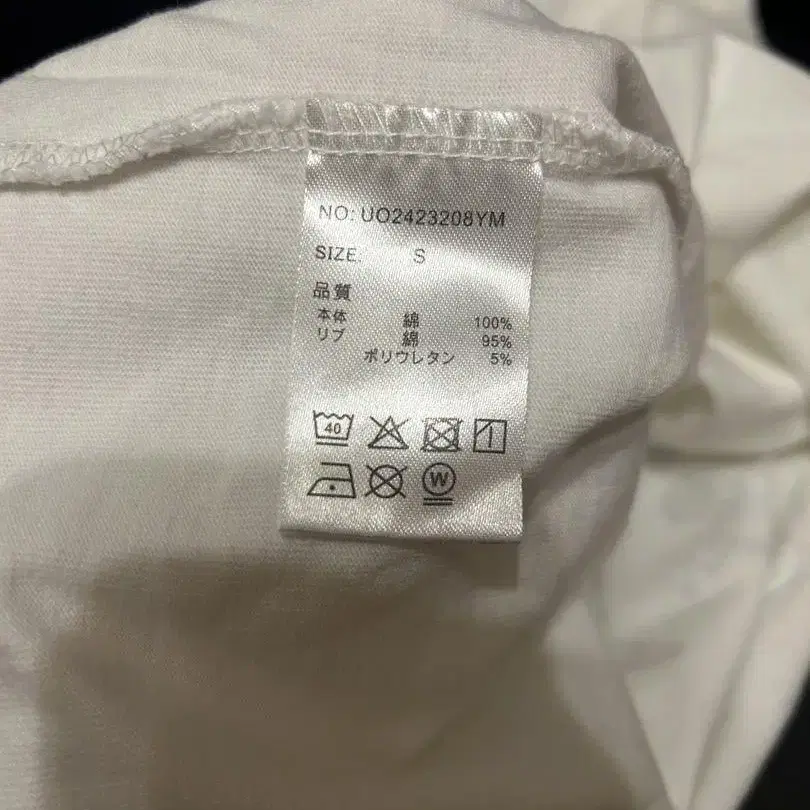 NO: UO2423208YM
SIZE: S
品質
本体 綿 100%
リブ 綿 95%
ポリウレタン 5%
40
W